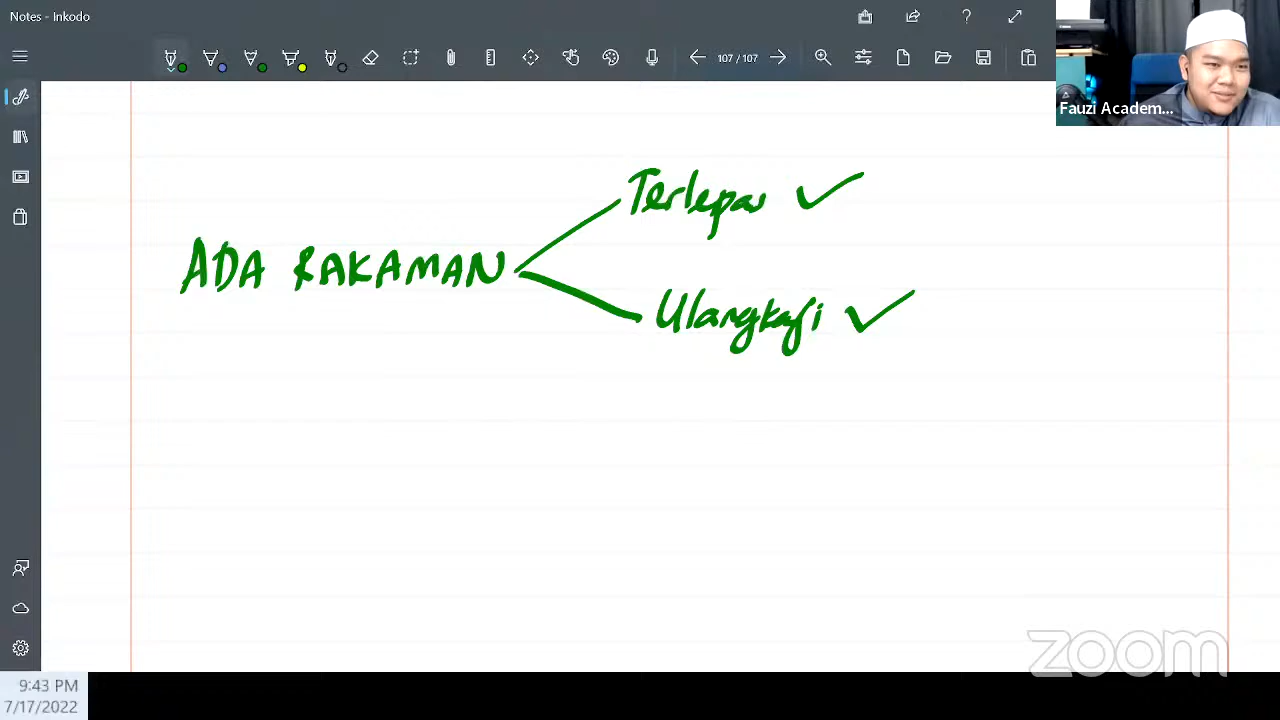 Notes - Inkodo
107 / 107
Fauzi Academ...
Terlepas ✓
ADA RAKAMAN
Ulangkaji ✓
zoom
9:43 PM
7/17/2022